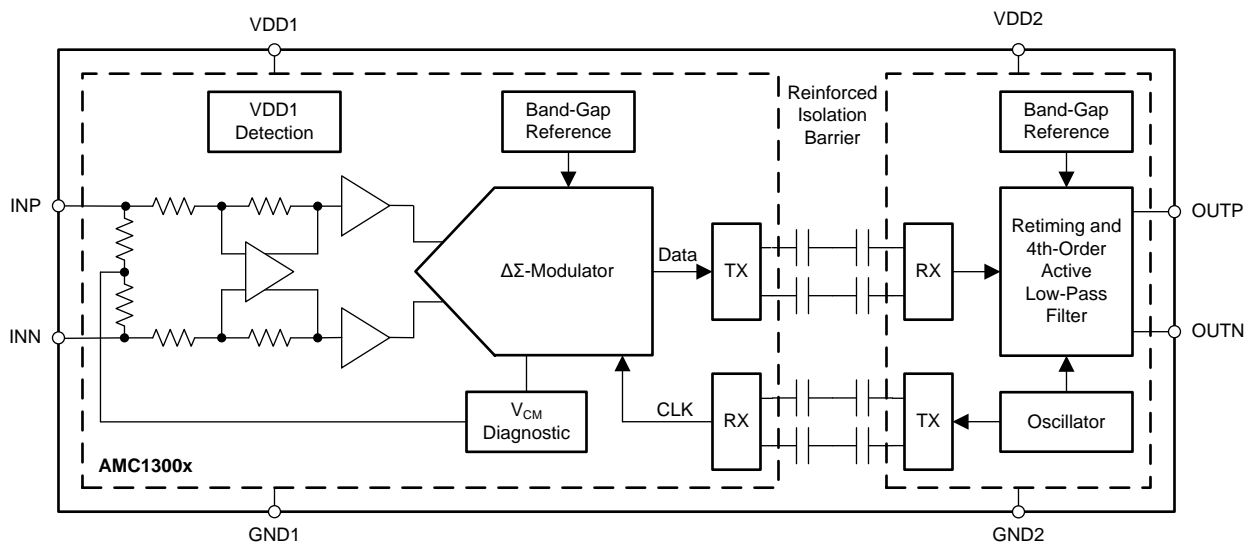 VDD1
VDD2
VDD1
Detection
Band-Gap
Reference
Reinforced
Isolation
Barrier
Band-Gap
Reference
INP
INN
ΔΣ-Modulator
Data
TX
RX
Retiming and
4th-Order
Active
Low-Pass
Filter
OUTP
OUTN
VCM
Diagnostic
CLK
RX
TX
Oscillator
AMC1300x
GND1
GND2